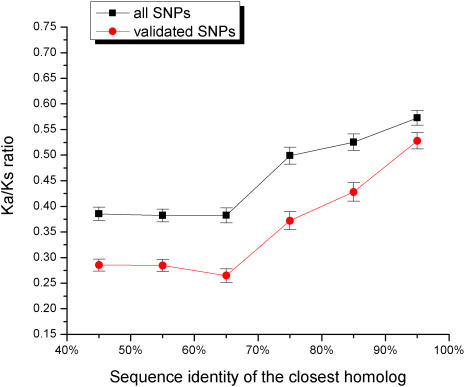 all SNPs
validated SNPs
0.75
0.70
0.65
0.60
0.55
0.50
0.45
0.40
0.35
0.30
0.25
0.20
0.15
Ka/Ks ratio
40% 50% 60% 70% 80% 90% 100%
Sequence identity of the closest homolog